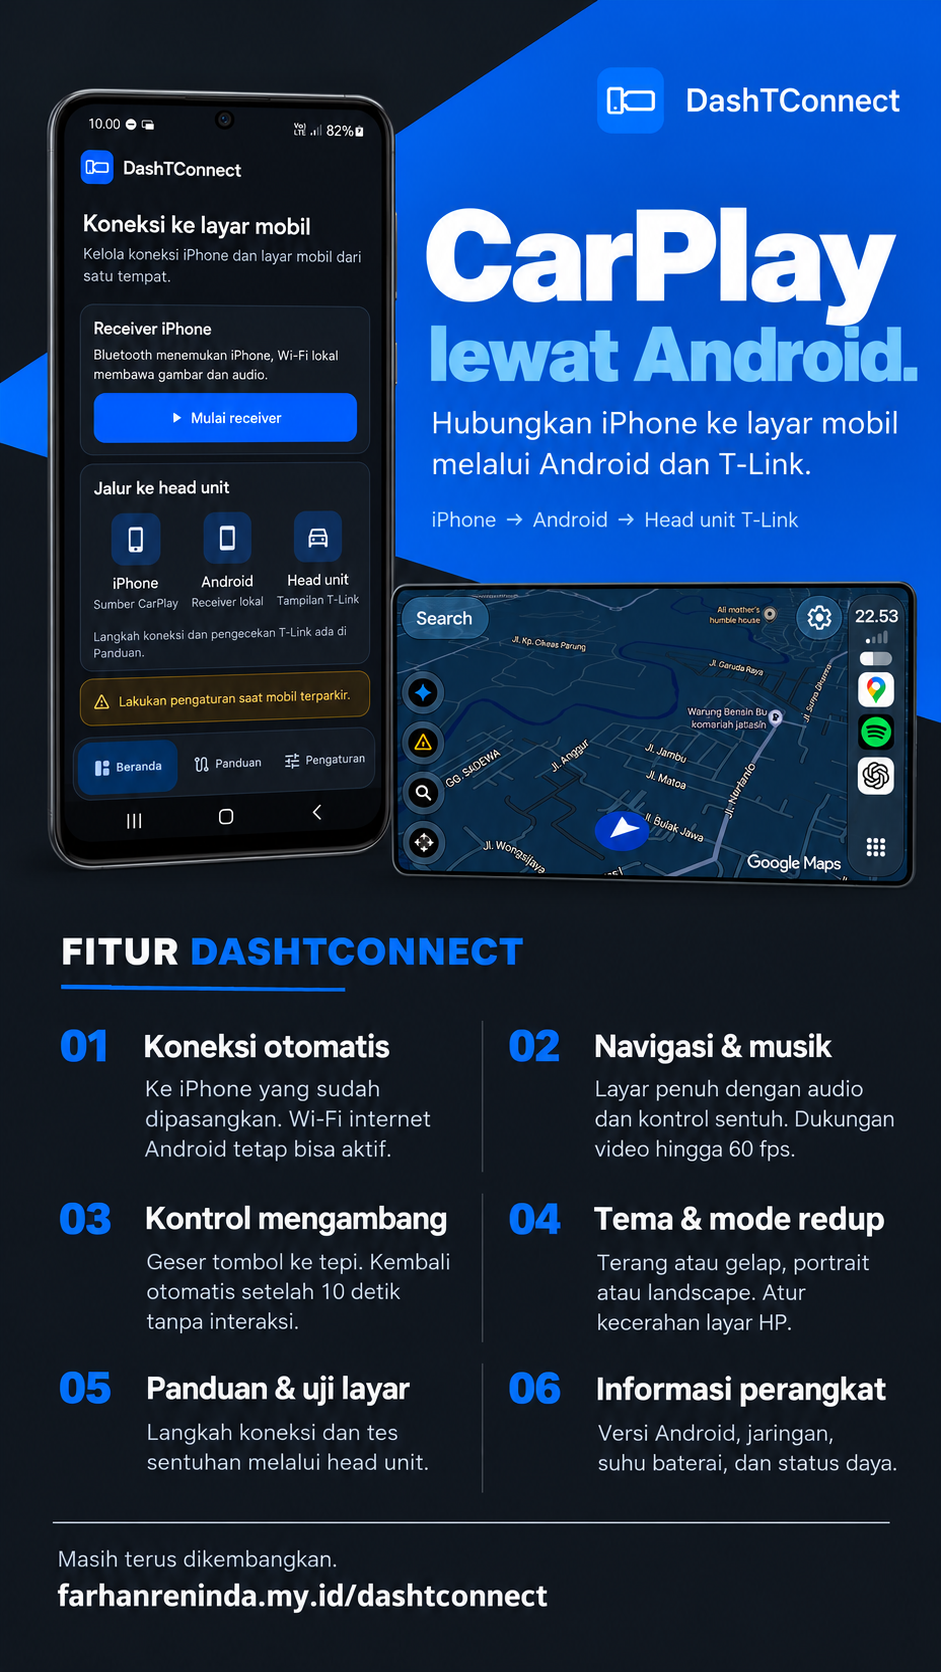 DashTConnect
CarPlay
lewat Android.
Hubungkan iPhone ke layar mobil
melalui Android dan T-Link.
iPhone → Android → Head unit T-Link
10.00
Vo)
LTE
82%
DashTConnect
Koneksi ke layar mobil
Kelola koneksi iPhone dan layar mobil dari
satu tempat.
Receiver iPhone
Bluetooth menemukan iPhone, Wi-Fi lokal
membawa gambar dan audio.
Mulai receiver
Jalur ke head unit
iPhone
Sumber CarPlay
Android
Receiver lokal
Head unit
Tampilan T-Link
Langkah koneksi dan pengecekan T-Link ada di
Panduan.
Lakukan pengaturan saat mobil terparkir.
Beranda
Panduan
Pengaturan
Search
Ali mother's
humble house
22.53
Jl. Kp. Cikeas Parung
Jl. Garuda Raya
Jl. Surya Dharma
Warung Bensin Bu
komariah jatiasih
GG. SADEWA
Jl. Anggur
Jl. Jambu
Jl. Matoa
Jl. Nurtanio
Jl. Bulak Jawa
Jl. Wongsijaya
Google Maps
FITUR DASHTCONNECT
01
Koneksi otomatis
Ke iPhone yang sudah
dipasangkan. Wi-Fi internet
Android tetap bisa aktif.
02
Navigasi & musik
Layar penuh dengan audio
dan kontrol sentuh. Dukungan
video hingga 60 fps.
03
Kontrol mengambang
Geser tombol ke tepi. Kembali
otomatis setelah 10 detik
tanpa interaksi.
04
Tema & mode redup
Terang atau gelap, portrait
atau landscape. Atur
kecerahan layar HP.
05
Panduan & uji layar
Langkah koneksi dan tes
sentuhan melalui head unit.
06
Informasi perangkat
Versi Android, jaringan,
suhu baterai, dan status daya.
Masih terus dikembangkan.
farhanreninda.my.id/dashtconnect